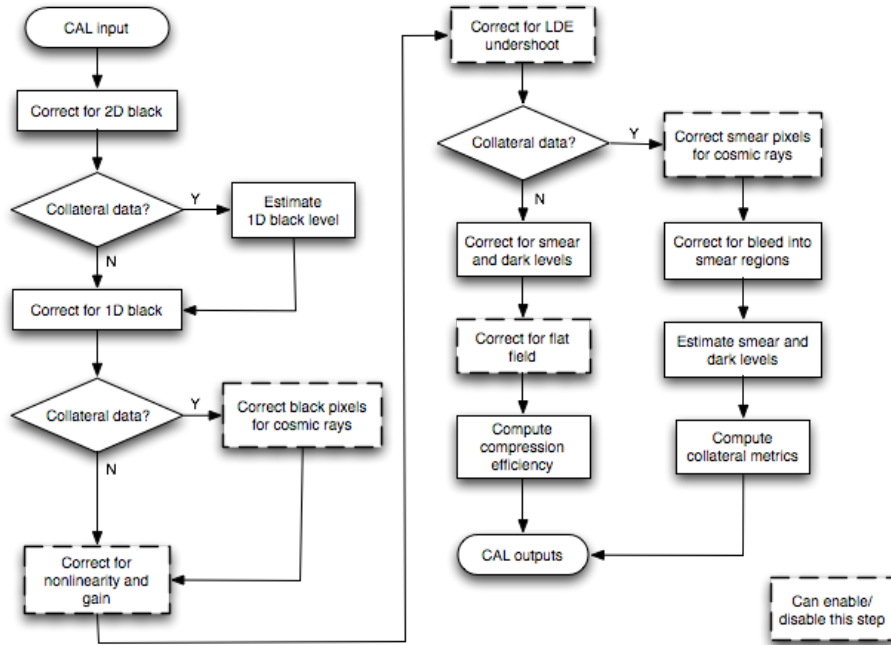 CAL input
Correct for 2D black
Collateral data?
Y
Estimate
1D black level
N
Correct for 1D black
Collateral data?
Y
Correct black pixels
for cosmic rays
N
Correct for
nonlinearity and
gain
Correct for LDE
undershoot
Collateral data?
Y
Correct smear pixels
for cosmic rays
N
Correct for smear
and dark levels
Correct for bleed into
smear regions
Correct for flat
field
Estimate smear and
dark levels
Compute
compression
efficiency
Compute
collateral metrics
CAL outputs
Can enable/
disable this step